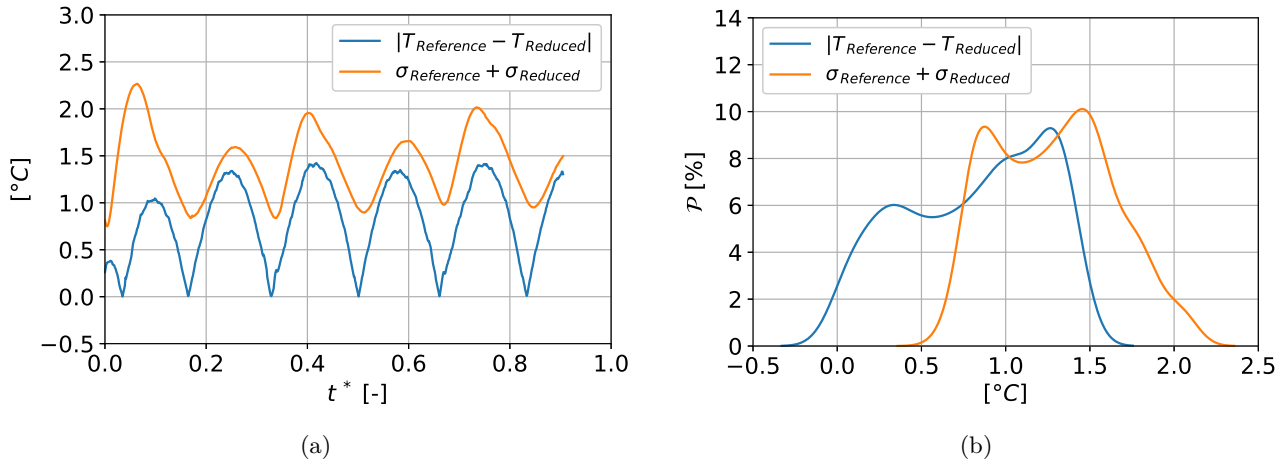 3.0
2.5
2.0
1.5
1.0
0.5
0.0
−0.5
[°C]
|T_Reference − T_Reduced|
σ_Reference + σ_Reduced
0.0 0.2 0.4 0.6 0.8 1.0
t* [-]
(a)
14
12
10
8
6
4
2
0
𝒫 [%]
|T_Reference − T_Reduced|
σ_Reference + σ_Reduced
−0.5 0.0 0.5 1.0 1.5 2.0 2.5
[°C]
(b)